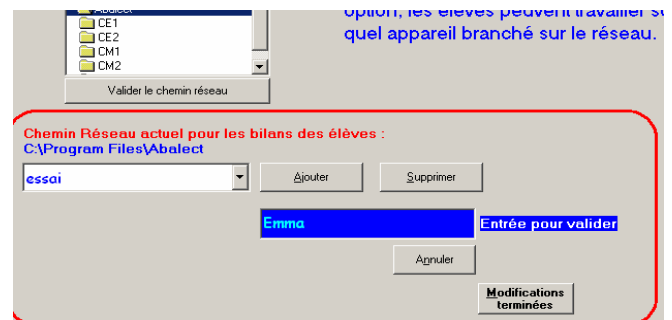 Abalect
CE1
CE2
CM1
CM2
option, les élèves peuvent travailler
quel appareil branché sur le réseau.
Valider le chemin réseau
Chemin Réseau actuel pour les bilans des élèves :
C:\Program Files\Abalect
essai
Ajouter
Supprimer
Emma
Entrée pour valider
Annuler
Modifications
terminées